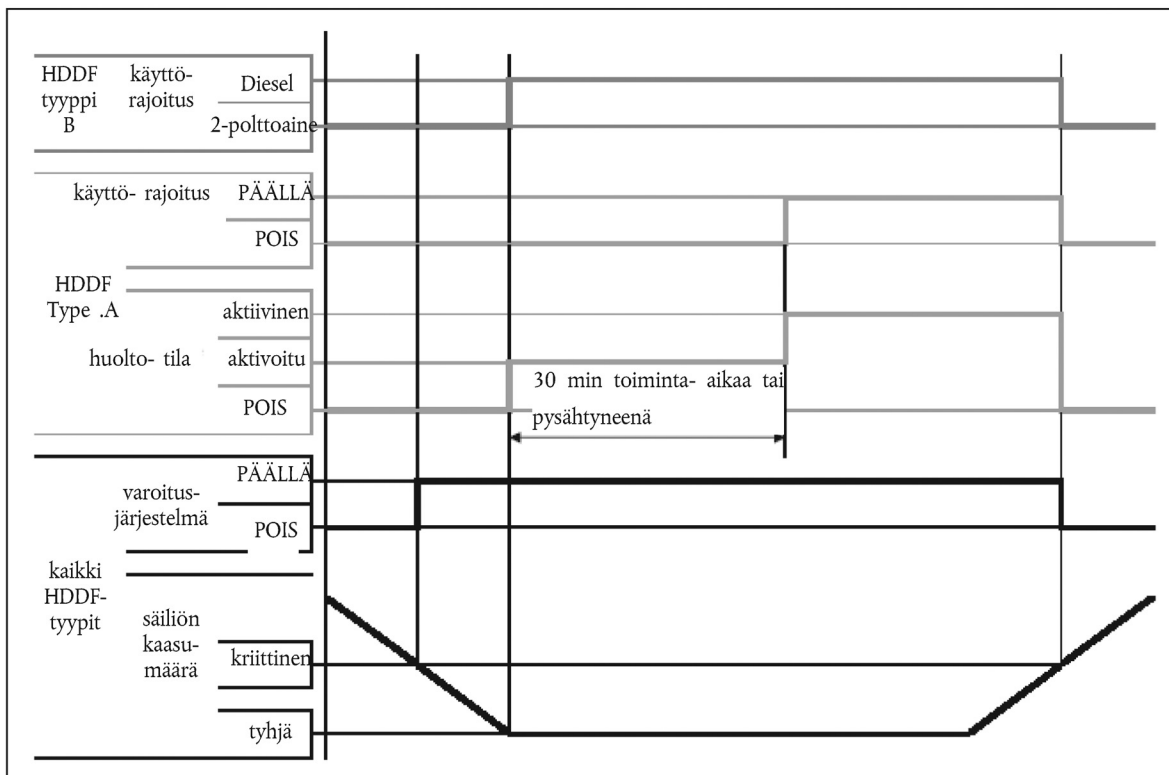 HDDF
tyyppi
B
käyttö-
rajoitus
Diesel
2-polttoaine
käyttö- rajoitus
PÄÄLLÄ
POIS
HDDF
Type .A
huolto- tila
aktiivinen
aktivoitu
POIS
30 min toiminta- aikaa tai
pysähtyneenä
varoitus-
järjestelmä
PÄÄLLÄ
POIS
kaikki
HDDF-
tyypit
säiliön
kaasu-
määrä
kriittinen
tyhjä